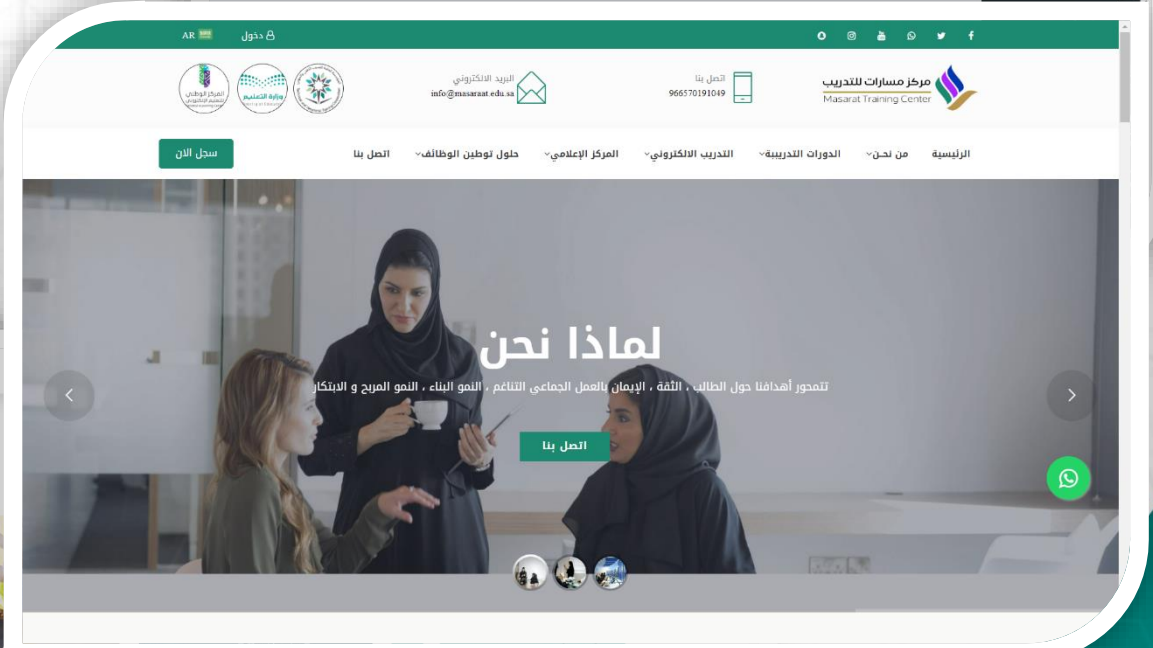 دخول
AR
مركز مسارات للتدريب
Masarat Training Center
اتصل بنا
966570191049
البريد الالكتروني
info@masaraat.edu.sa
وزارة التعليم
المركز الوطني
الرئيسية من نحـن الدورات التدريبية التدريب الالكتروني المركز الإعلامي حلول توطين الوظائف اتصل بنا
سجل الان
لماذا نحن
تتمحور أهدافنا حول الطالب ، الثقة ، الإيمان بالعمل الجماعي التناغم ، النمو البناء ، النمو المربح و الابتكار
اتصل بنا